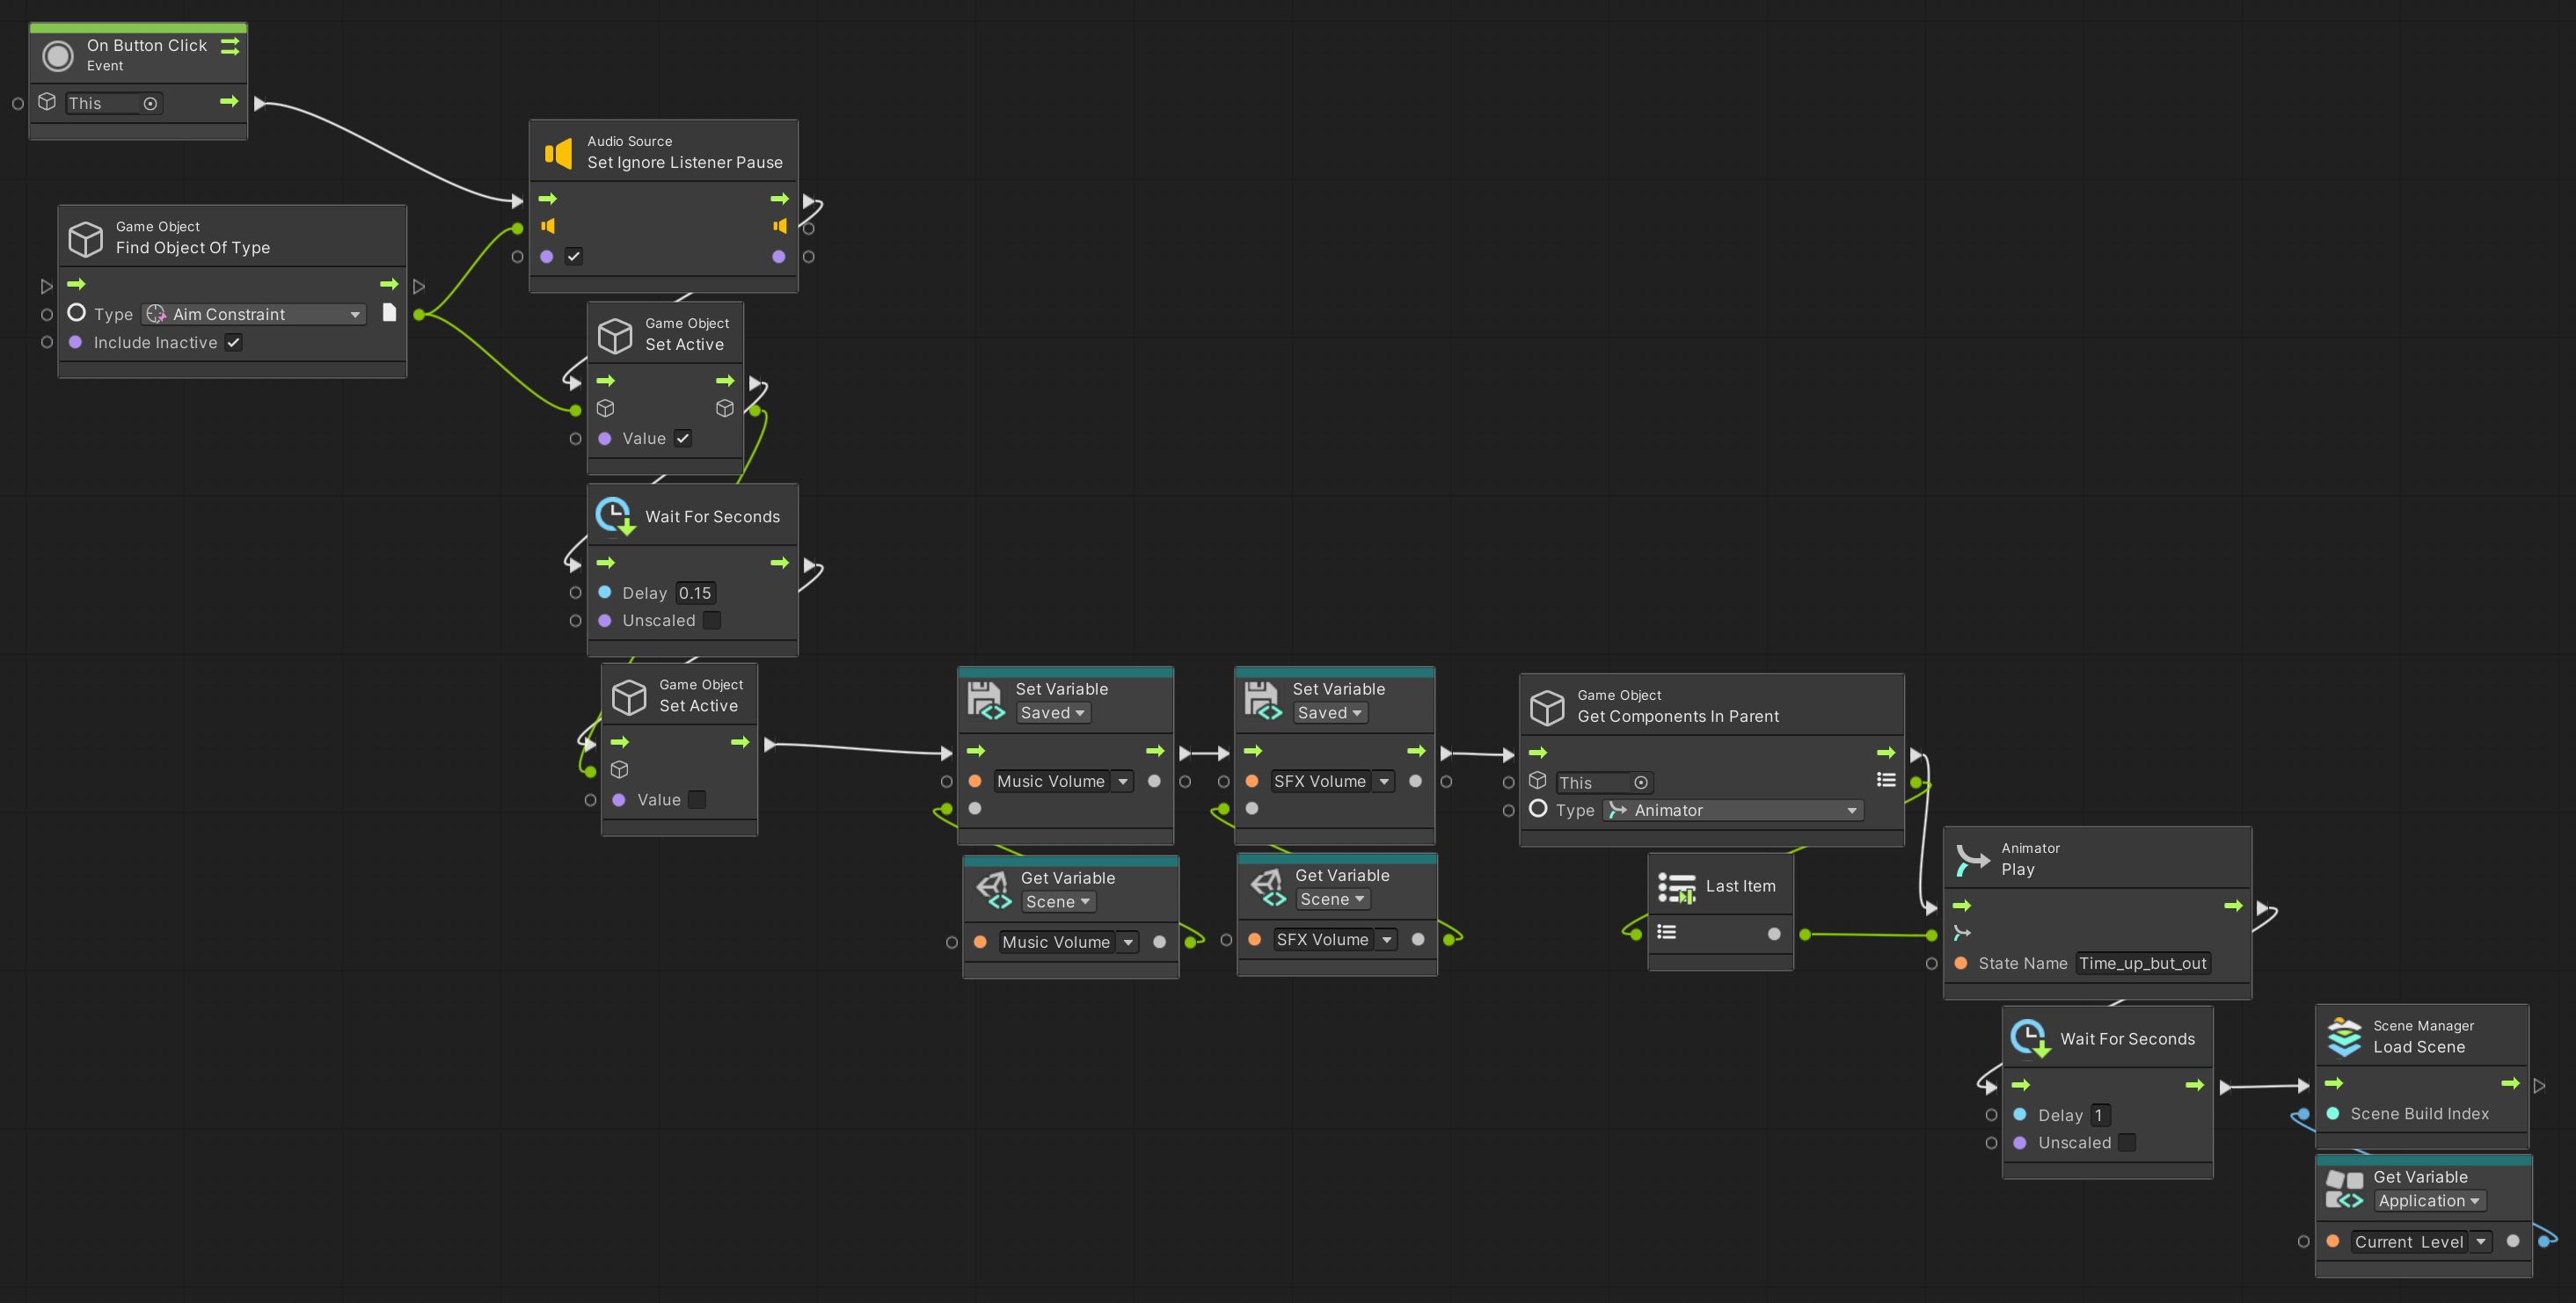 On Button Click
Event
This
Game Object
Find Object Of Type
Type Aim Constraint
Include Inactive
Audio Source
Set Ignore Listener Pause
Game Object
Set Active
Value
Wait For Seconds
Delay 0.15
Unscaled
Game Object
Set Active
Value
Set Variable
Saved
Music Volume
Get Variable
Scene
Music Volume
Set Variable
Saved
SFX Volume
Get Variable
Scene
SFX Volume
Game Object
Get Components In Parent
This
Type Animator
Last Item
Animator
Play
State Name Time_up_but_out
Wait For Seconds
Delay 1
Unscaled
Scene Manager
Load Scene
Scene Build Index
Get Variable
Application
Current_Level